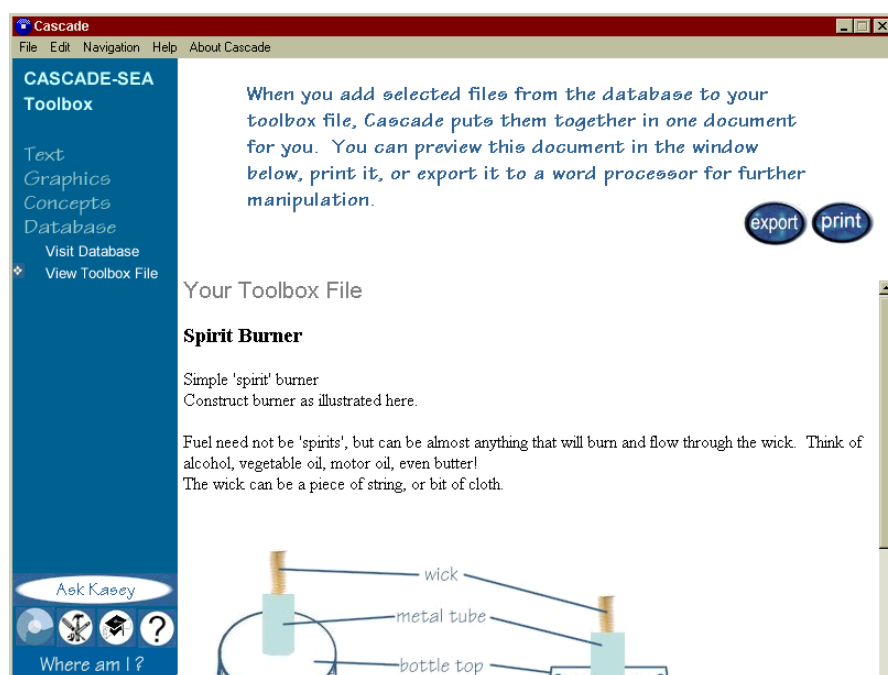 Cascade
File Edit Navigation Help About Cascade
CASCADE-SEA
Toolbox
Text
Graphics
Concepts
Database
Visit Database
View Toolbox File
When you add selected files from the database to your
toolbox file, Cascade puts them together in one document
for you. You can preview this document in the window
below, print it, or export it to a word processor for further
manipulation.
export print
Your Toolbox File
Spirit Burner
Simple 'spirit' burner
Construct burner as illustrated here.
Fuel need not be 'spirits', but can be almost anything that will burn and flow through the wick. Think of
alcohol, vegetable oil, motor oil, even butter!
The wick can be a piece of string, or bit of cloth.
wick
metal tube
bottle top
Ask Kasey
?
Where am I ?